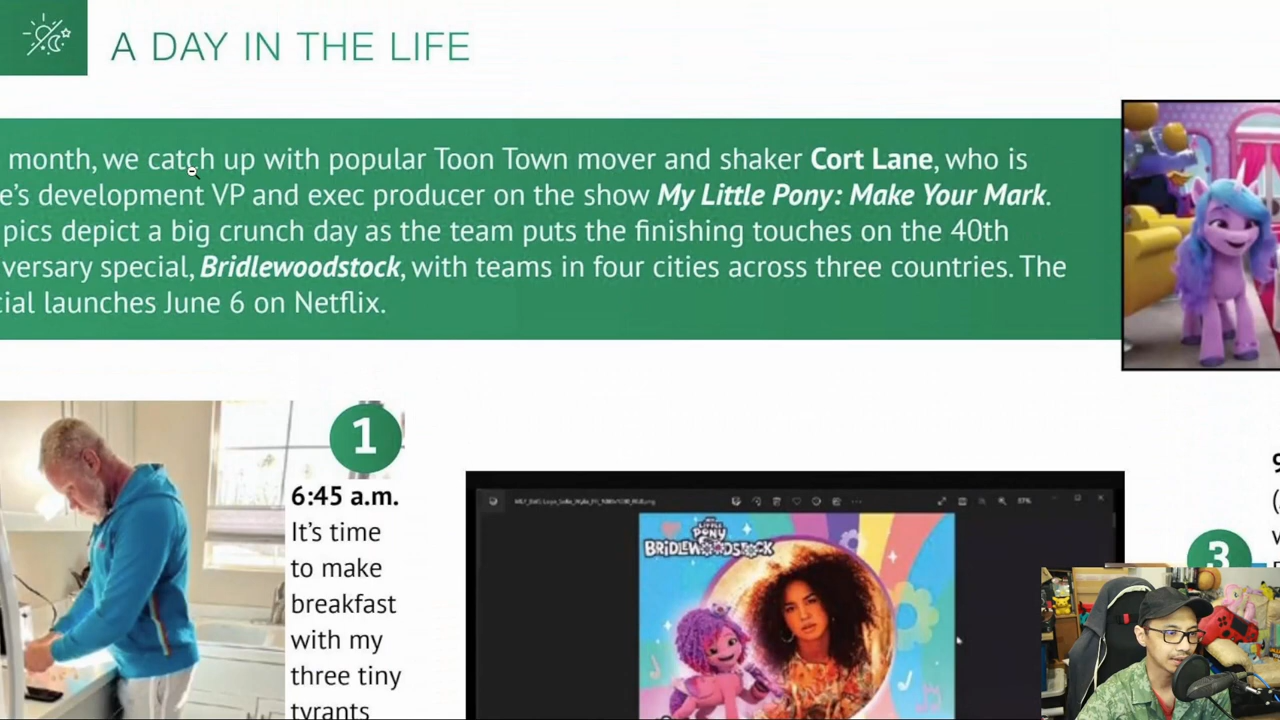 A DAY IN THE LIFE
month, we catch up with popular Toon Town mover and shaker Cort Lane, who is
e's development VP and exec producer on the show My Little Pony: Make Your Mark.
pics depict a big crunch day as the team puts the finishing touches on the 40th
versary special, Bridlewoodstock, with teams in four cities across three countries. The
cial launches June 6 on Netflix.
1
6:45 a.m.
It's time
to make
breakfast
with my
three tiny
tyrants
MY LITTLE
PONY
BRIDLEWOODSTOCK
3